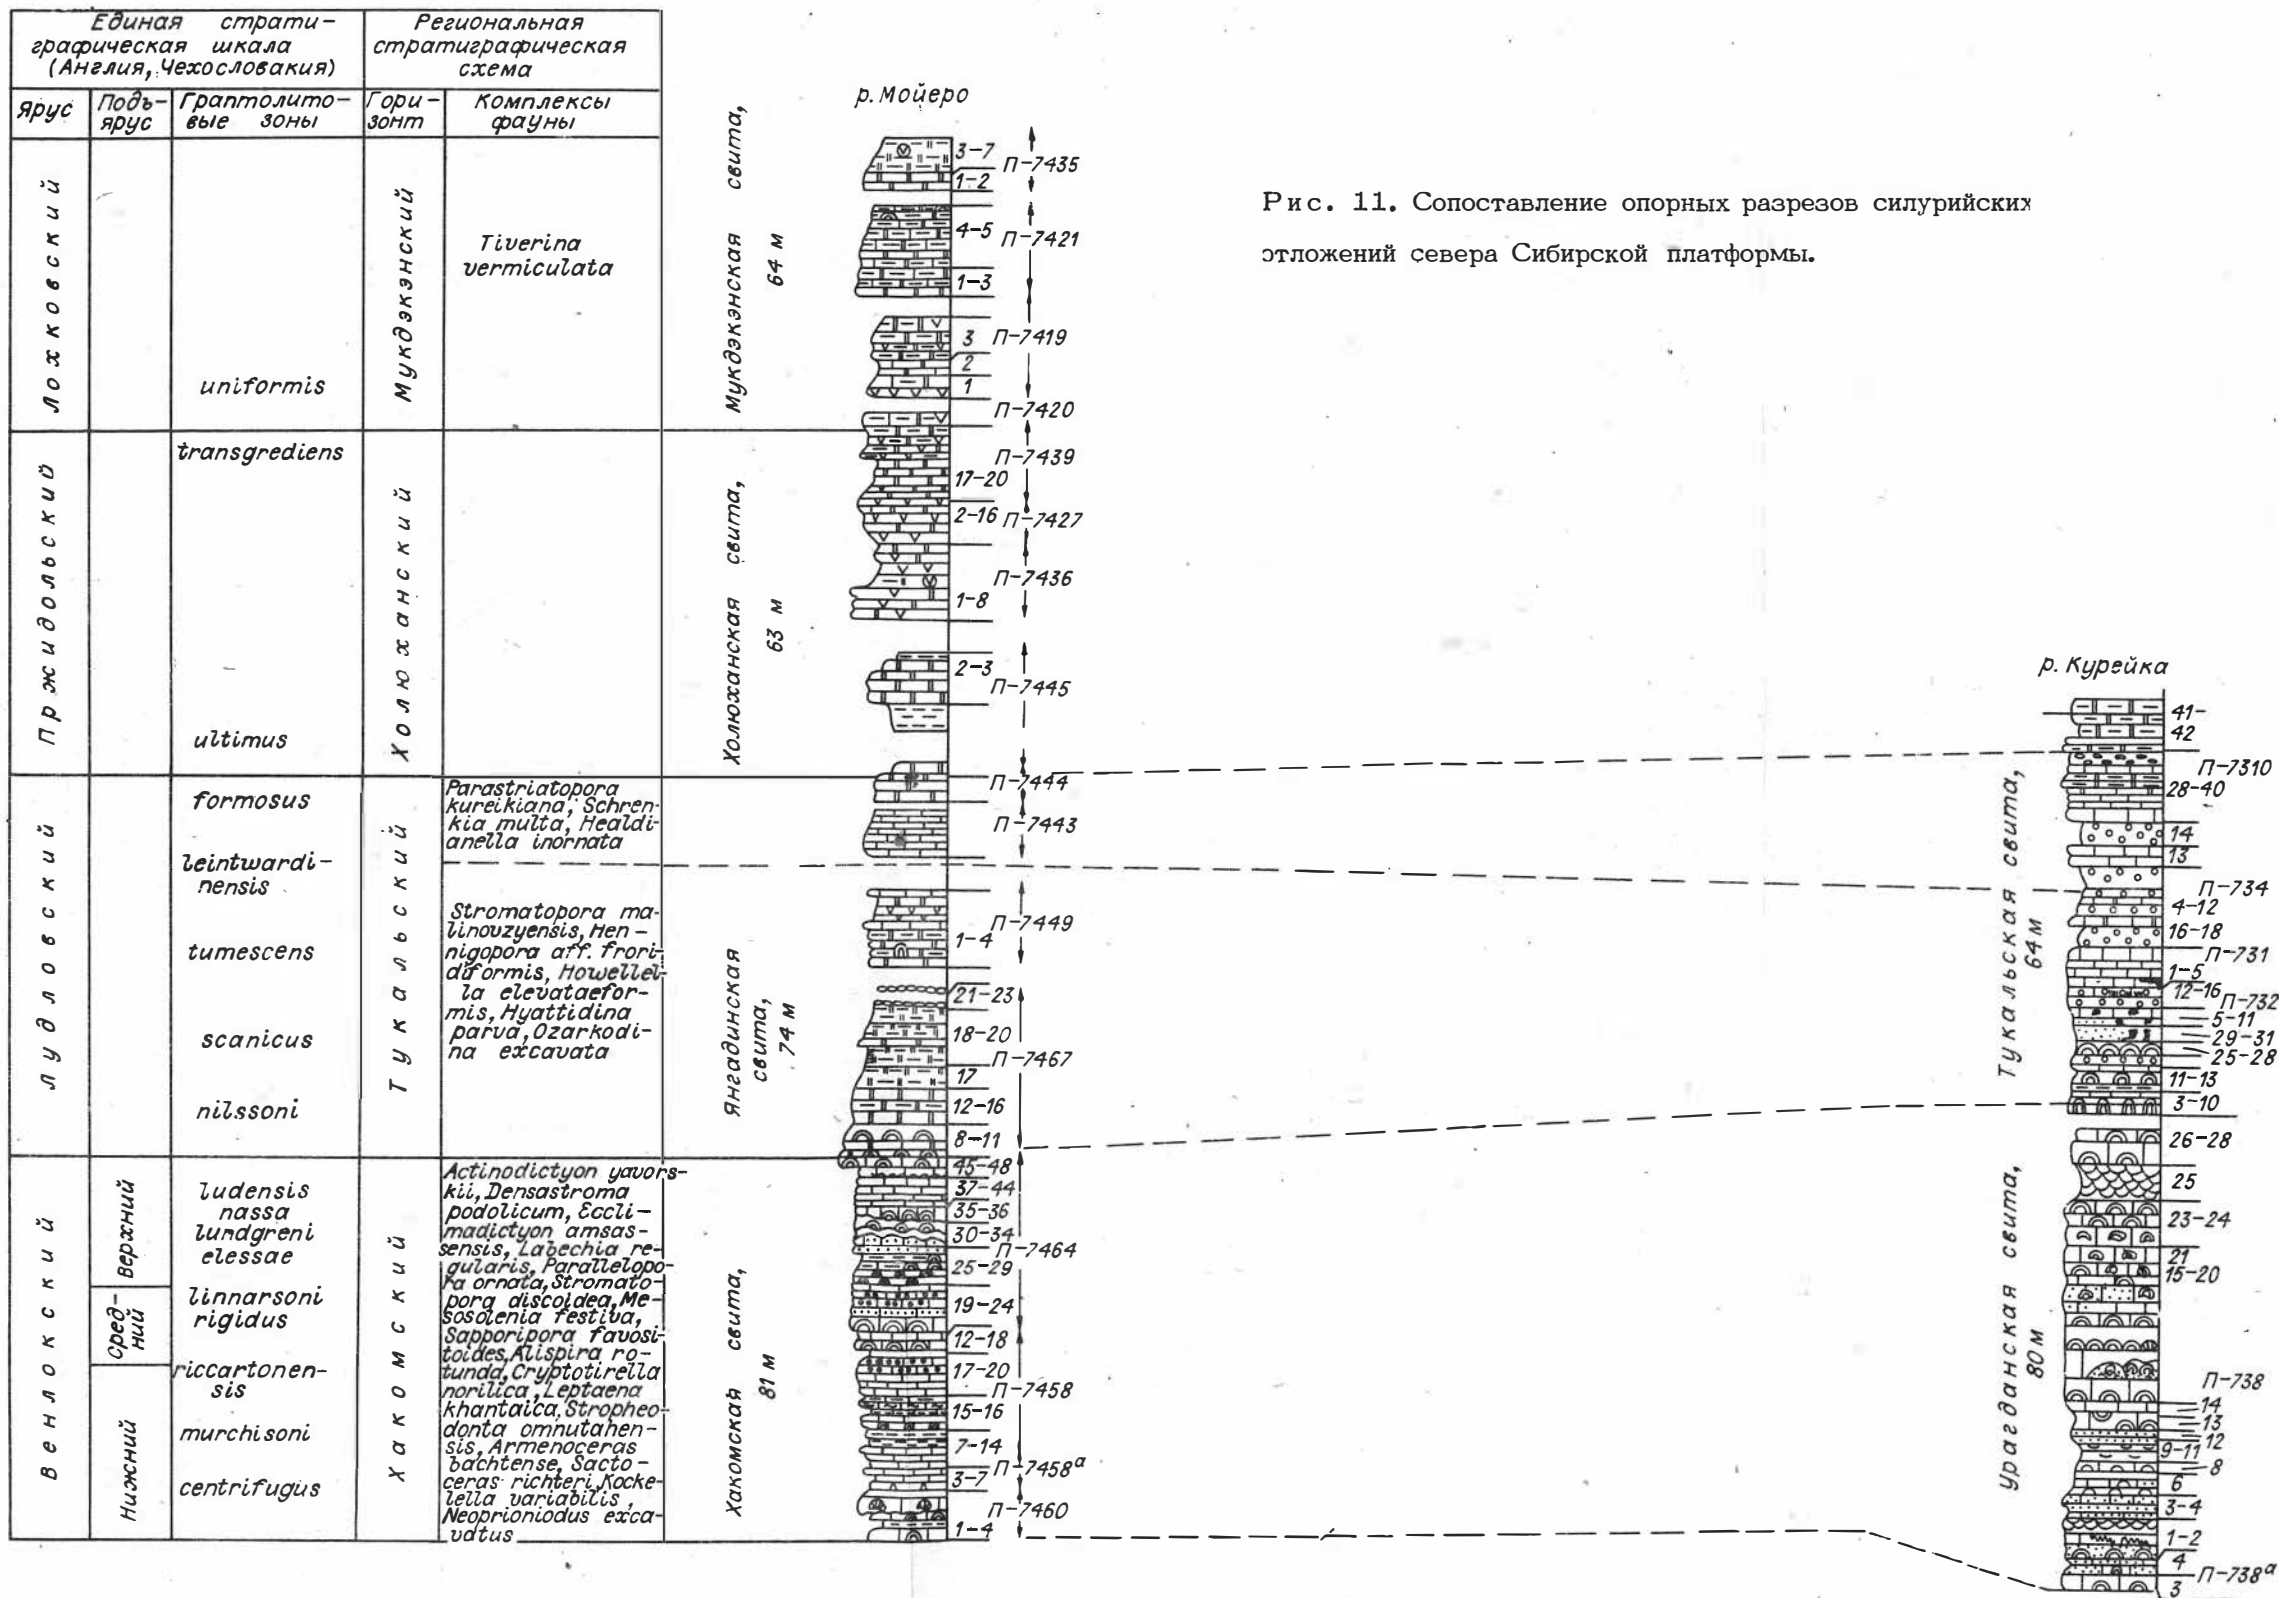 Единая страти-
графическая шкала
(Англия, Чехословакия)
Региональная
стратиграфическая
схема
Ярус
Подъ-
ярус
Граптолито-
вые зоны
Гори-
зонт
Комплексы
фауны
Лохковский
Пржидольский
Лудловский
Венлокский
Верхний
Сред-
ний
Нижний
uniformis
transgrediens
ultimus
formosus
leintwardi-
nensis
tumescens
scanicus
nilssoni
ludensis
nassa
lundgreni
elessae
linnarsoni
rigidus
riccartonen-
sis
murchisoni
centrifugus
Мукдэкэнский
Холюханский
Тукальский
Хакомский
Tiverina
vermiculata
Parastriatopora
kureikiana, Schren-
kia multa, Healdi-
anella inornata
Stromatopora ma-
linouzyensis, Hen-
nigopora aff. frori-
diformis, Howellel-
la elevataefor-
mis, Hyattidina
parva, Ozarkodi-
na excavata
Actinodictyon yavors-
kii, Densastroma
podolicum, Eccli-
madictyon amsas-
sensis, Labechia re-
gularis, Parallelopo-
ra ornata, Stromato-
pora discoidea, Me-
sosolenia festiva,
Sapporipora favosi-
toides, Alispira ro-
tunda, Cryptotirella
norilica, Leptaena
khantaica, Stropheo-
donta omnutahen-
sis, Armenoceras
bachtense, Sacto-
ceras richteri, Kocke-
lella variabilis,
Neoprioniodus exca-
vatus
Мукдэкэнская свита,
64 м
Холюханская свита,
63 м
Янгадинская
свита,
74 м
Хакомская свита,
81 м
р. Мойеро
3-7
П-7435
1-2
4-5
П-7421
1-3
3
П-7419
2
1
П-7420
П-7439
17-20
2-16
П-7427
П-7436
1-8
2-3
П-7445
П-7444
П-7443
П-7449
1-4
21-23
18-20
П-7467
17
12-16
8-11
45-48
37-44
35-36
30-34
П-7464
25-29
19-24
12-18
17-20
П-7458
15-16
7-14
П-7458а
3-7
П-7460
1-4
Рис. 11. Сопоставление опорных разрезов силурийских
отложений севера Сибирской платформы.
р. Курейка
Тукальская свита,
64 м
Урагданская свита,
80 м
41-
42
П-7310
28-40
14
13
П-734
4-12
16-18
П-731
1-5
12-16
П-732
5-11
29-31
25-28
11-13
3-10
26-28
25
23-24
21
15-20
П-738
14
13
12
9-11
8
6
3-4
1-2
4
П-738а
3